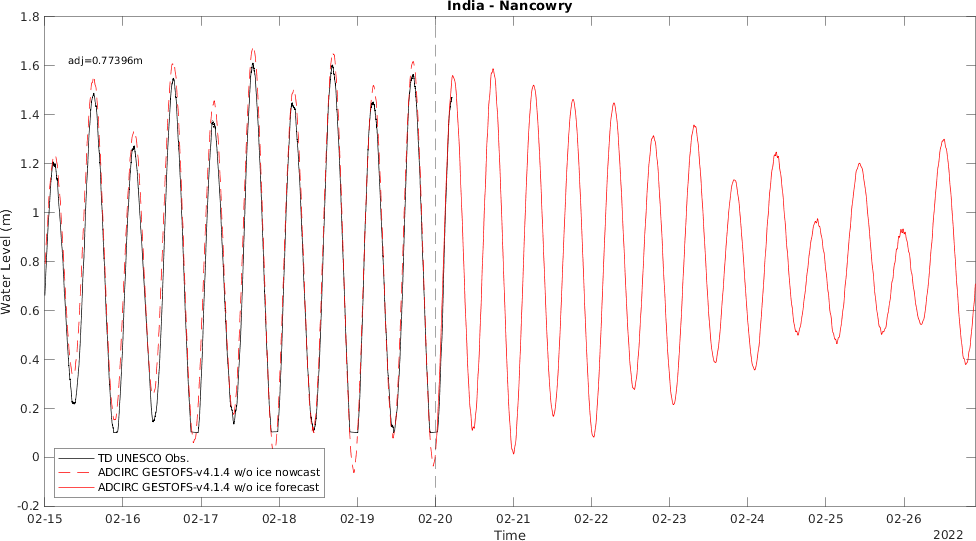 India - Nancowry
adj=0.77396m
Water Level (m)
1.8
1.6
1.4
1.2
1
0.8
0.6
0.4
0.2
0
-0.2
TD UNESCO Obs.
ADCIRC GESTOFS-v4.1.4 w/o ice nowcast
ADCIRC GESTOFS-v4.1.4 w/o ice forecast
02-15 02-16 02-17 02-18 02-19 02-20 02-21 02-22 02-23 02-24 02-25 02-26
Time
2022